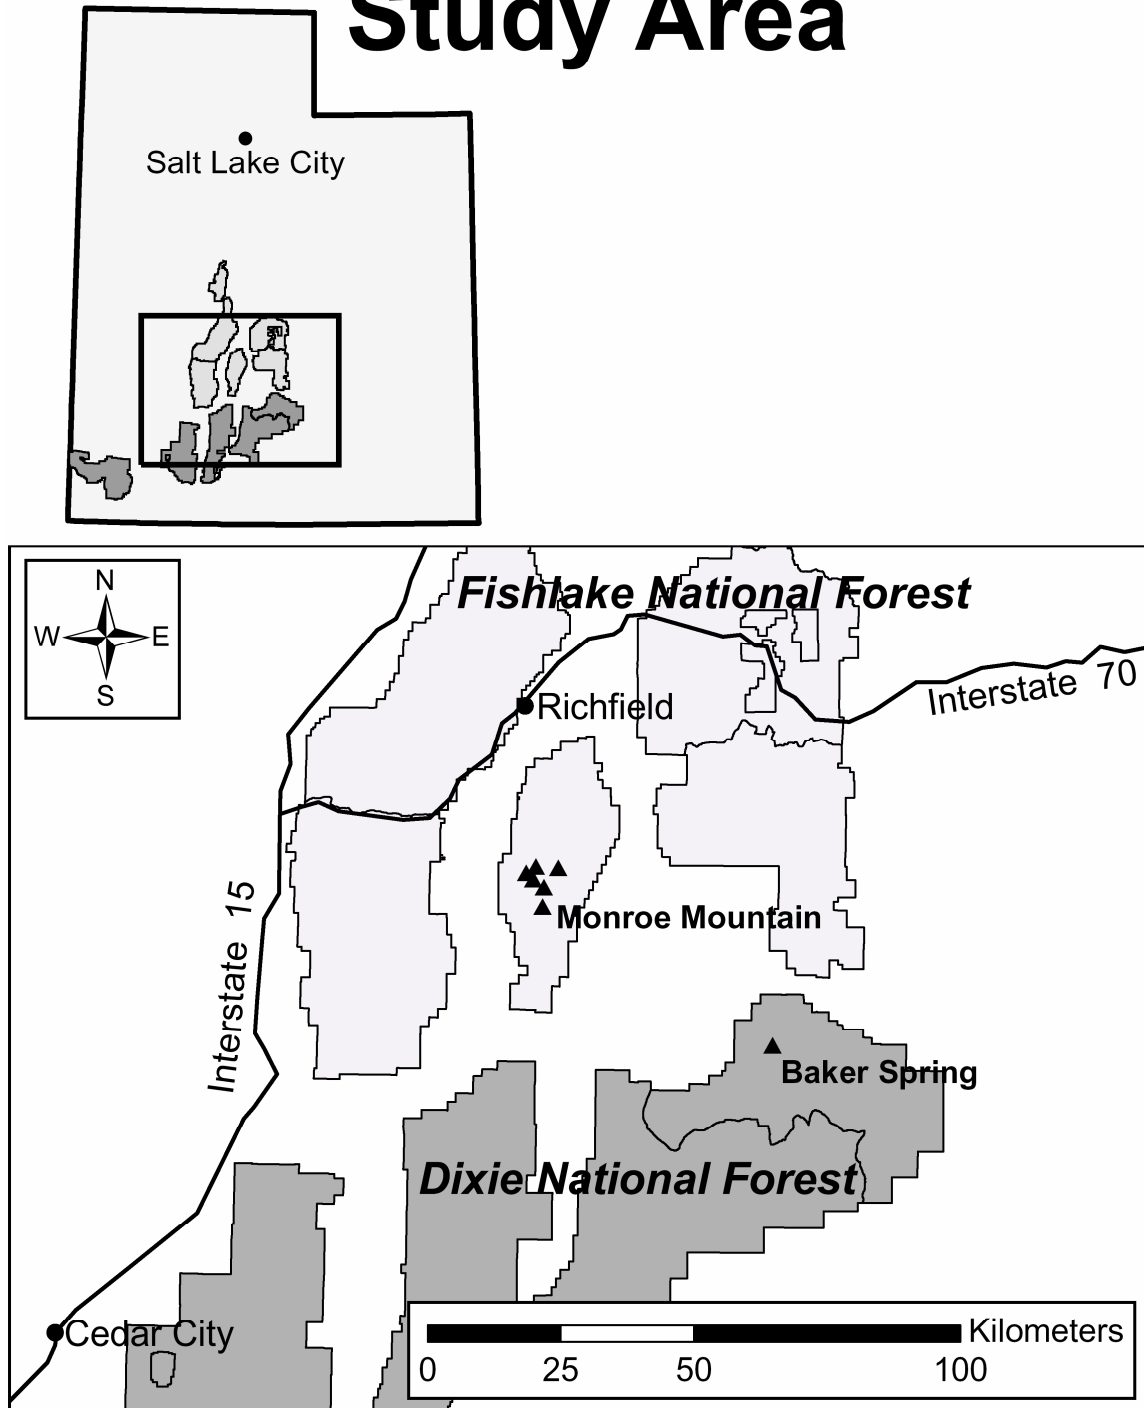 Study Area
Salt Lake City
N
W E
S
Fishlake National Forest
Richfield
Interstate 70
Interstate 15
Monroe Mountain
Baker Spring
Dixie National Forest
Cedar City
Kilometers
0 25 50 100